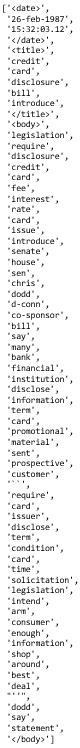 ['<date>',
'26-feb-1987',
'15:32:03.12',
'</date>',
'<title>',
'credit',
'card',
'disclosure',
'bill',
'introduce',
'</title>',
'<body>',
'legislation',
'require',
'disclosure',
'credit',
'card',
'fee',
'interest',
'rate',
'card',
'issue',
'introduce',
'senate',
'house',
'sen',
'chris',
'dodd',
'd-conn',
'co-sponsor',
'bill',
'say',
'many',
'bank',
'financial',
'institution',
'disclose',
'information',
'term',
'card',
'promotional',
'material',
'sent',
'prospective',
'customer',
'``',
'require',
'card',
'issuer',
'disclose',
'term',
'condition',
'card',
'time',
'solicitation',
'legislation',
'intend',
'arm',
'consumer',
'enough',
'information',
'shop',
'around',
'best',
'deal',
"''",
'dodd',
'say',
'statement',
'</body>']